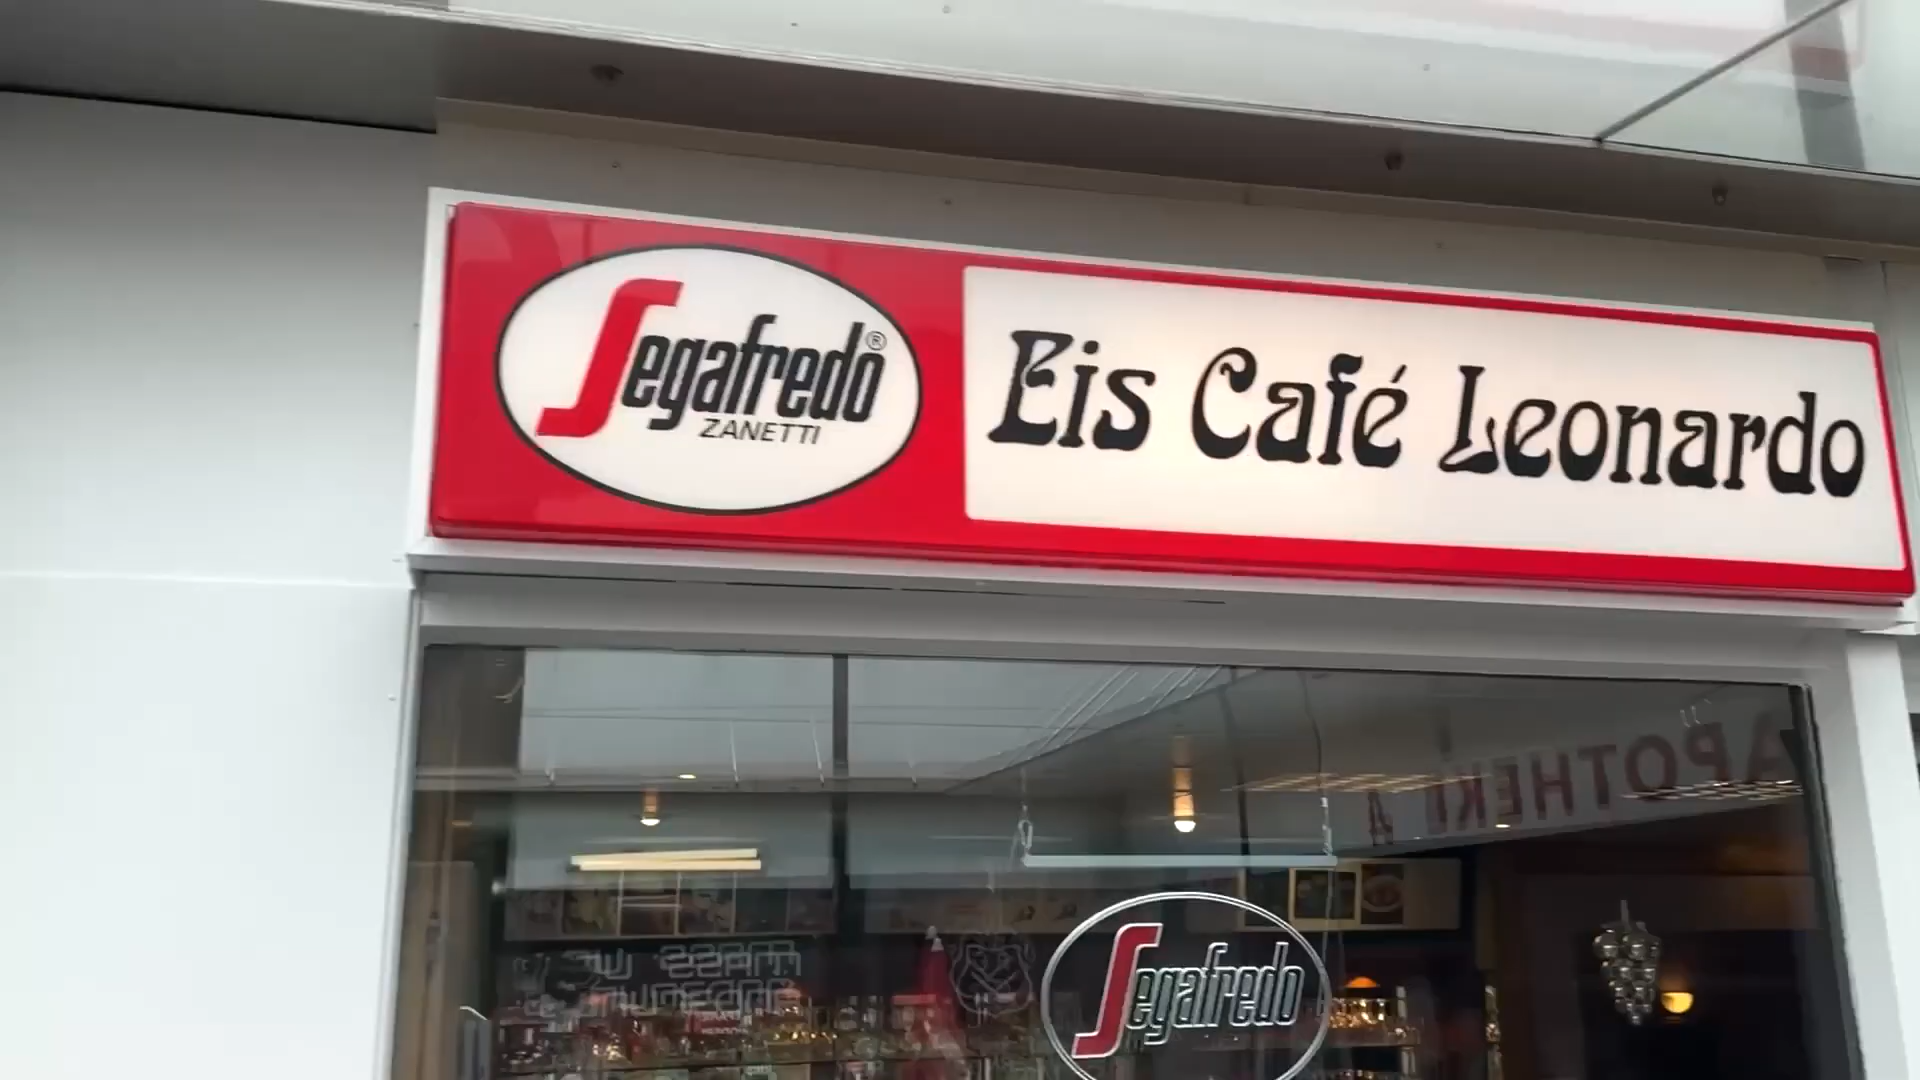 Segafredo®
ZANETTI
Eis Café Leonardo
APOTHEKE A
Segafredo